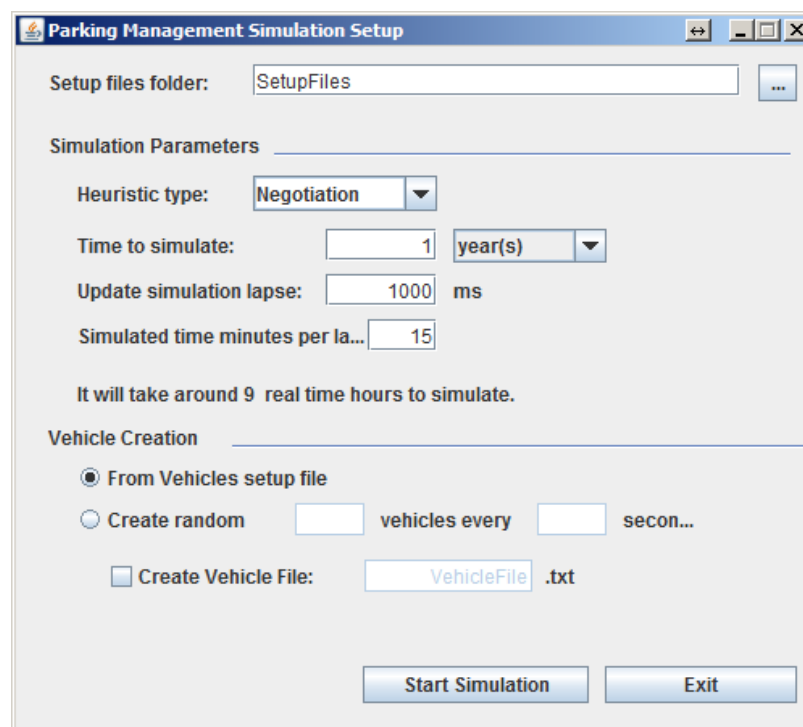 Parking Management Simulation Setup
Setup files folder: SetupFiles ...
Simulation Parameters
Heuristic type: Negotiation
Time to simulate: 1 year(s)
Update simulation lapse: 1000 ms
Simulated time minutes per la... 15
It will take around 9 real time hours to simulate.
Vehicle Creation
From Vehicles setup file
Create random vehicles every secon...
Create Vehicle File: VehicleFile .txt
Start Simulation Exit